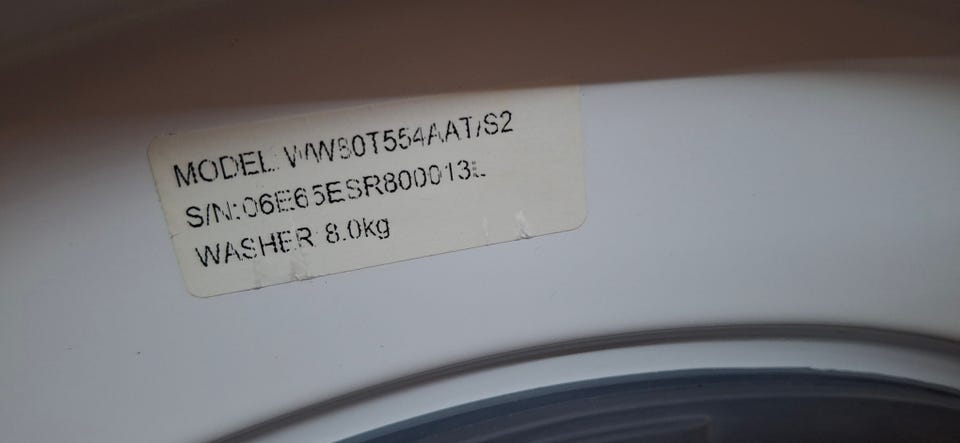 MODEL: WW80T554AAT/S2
S/N:06E65ESR800013L
WASHER 8.0kg